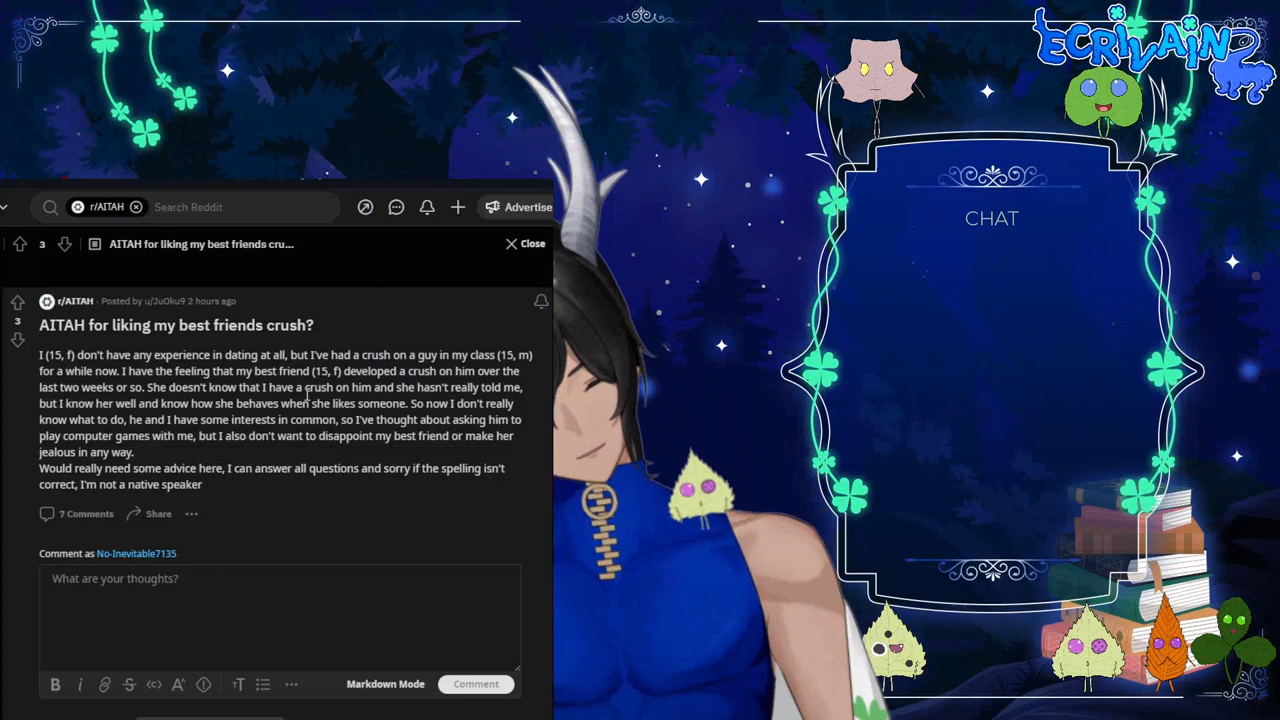 ECRIVAIN
r/AITAH
Search Reddit
Advertise
3
AITAH for liking my best friends cru...
Close
r/AITAH · Posted by u/JuOku9 2 hours ago
3
AITAH for liking my best friends crush?
I (15, f) don't have any experience in dating at all, but I've had a crush on a guy in my class (15, m)
for a while now. I have the feeling that my best friend (15, f) developed a crush on him over the
last two weeks or so. She doesn't know that I have a crush on him and she hasn't really told me,
but I know her well and know how she behaves when she likes someone. So now I don't really
know what to do, he and I have some interests in common, so I've thought about asking him to
play computer games with me, but I also don't want to disappoint my best friend or make her
jealous in any way.
Would really need some advice here, I can answer all questions and sorry if the spelling isn't
correct, I'm not a native speaker
7 Comments
Share
Comment as No-Inevitable7135
What are your thoughts?
Markdown Mode
Comment
CHAT